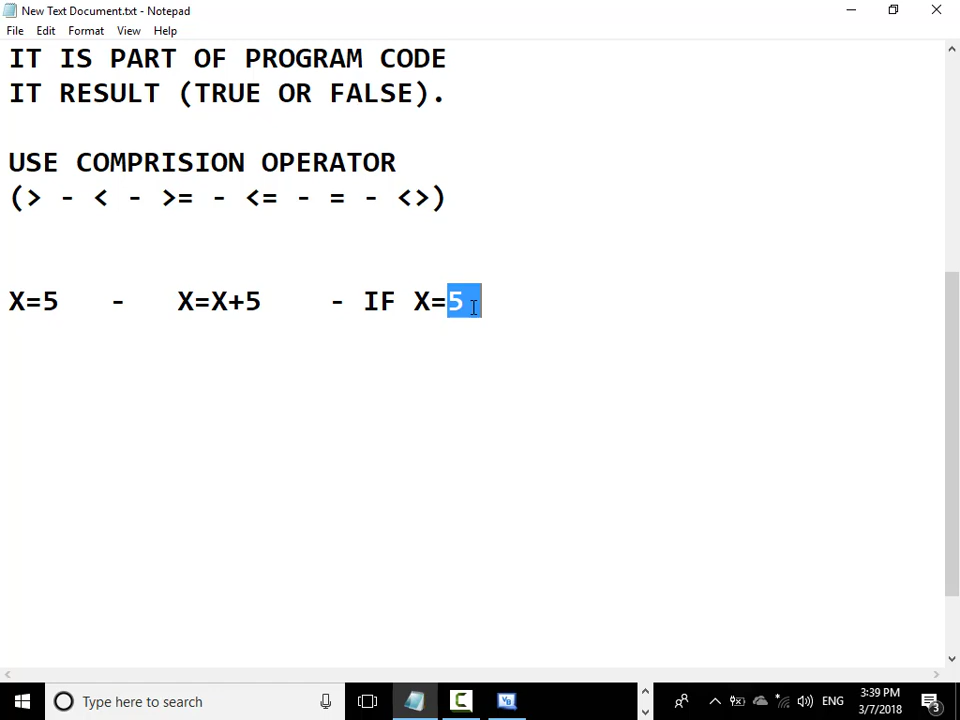 New Text Document.txt - Notepad
File Edit Format View Help
IT IS PART OF PROGRAM CODE
IT RESULT (TRUE OR FALSE).
USE COMPRISION OPERATOR
(> - < - >= - <= - = - <>)
X=5 - X=X+5 - IF X=5
Type here to search
ENG
3:39 PM
3/7/2018
3